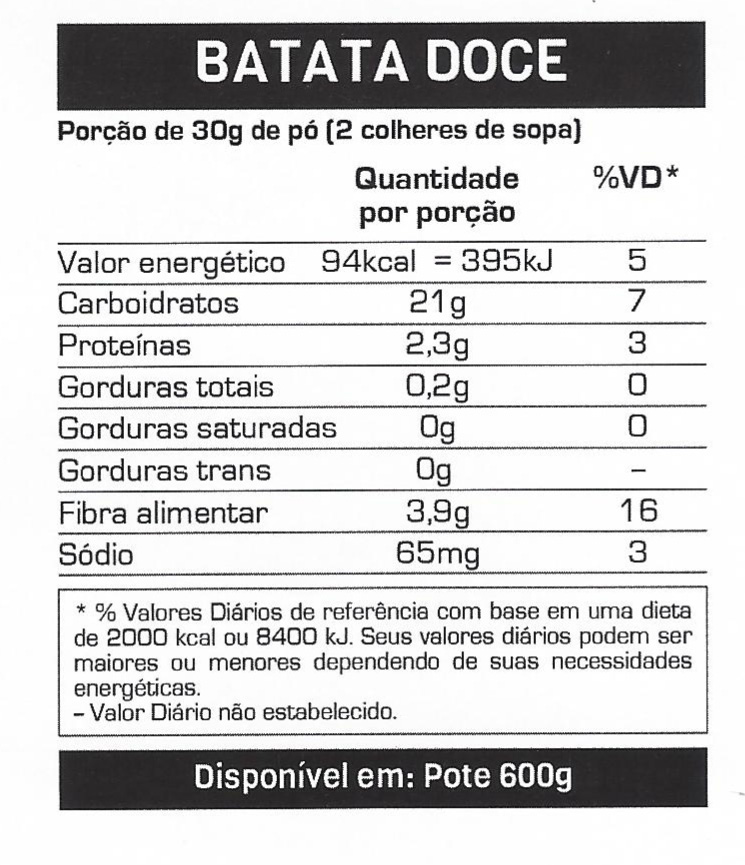 BATATA DOCE
Porção de 30g de pó (2 colheres de sopa)
Quantidade por porção %VD*
Valor energético 94kcal = 395kJ 5
Carboidratos 21g 7
Proteínas 2,3g 3
Gorduras totais 0,2g 0
Gorduras saturadas 0g 0
Gorduras trans 0g –
Fibra alimentar 3,9g 16
Sódio 65mg 3
* % Valores Diários de referência com base em uma dieta
de 2000 kcal ou 8400 kJ. Seus valores diários podem ser
maiores ou menores dependendo de suas necessidades
energéticas.
– Valor Diário não estabelecido.
Disponível em: Pote 600g